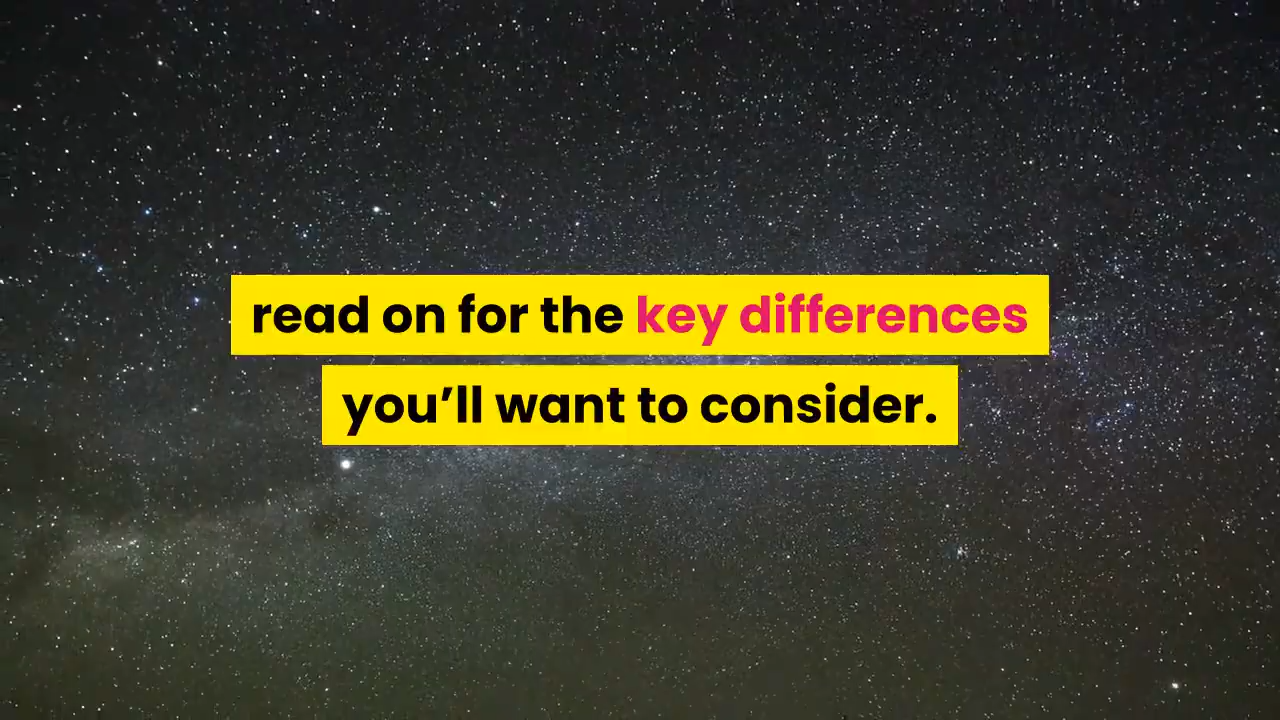 read on for the key differences
you’ll want to consider.